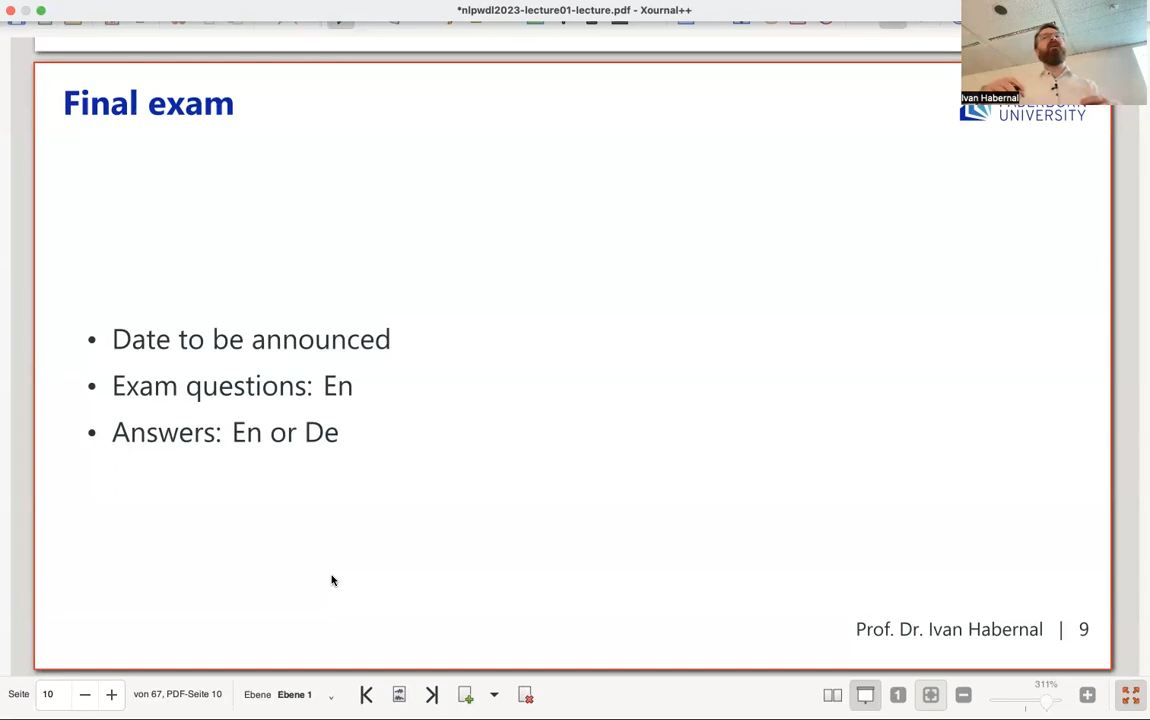 *nlpwdl2023-lecture01-lecture.pdf - Xournal++
Ivan Habernal
Final exam
UNIVERSITY
• Date to be announced
• Exam questions: En
• Answers: En or De
Prof. Dr. Ivan Habernal | 9
Seite 10 von 67, PDF-Seite 10 Ebene Ebene 1 1 311%